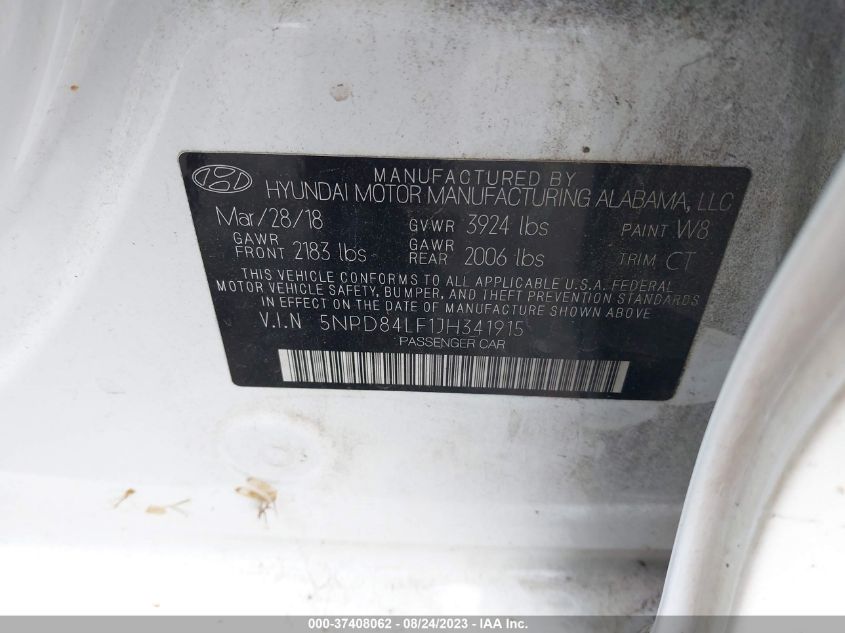 MANUFACTURED BY
HYUNDAI MOTOR MANUFACTURING ALABAMA, LLC
Mar/28/18 GVWR 3924 lbs PAINT W8
GAWR FRONT 2183 lbs GAWR REAR 2006 lbs TRIM CT
THIS VEHICLE CONFORMS TO ALL APPLICABLE U.S.A. FEDERAL
MOTOR VEHICLE SAFETY, BUMPER, AND THEFT PREVENTION STANDARDS
IN EFFECT ON THE DATE OF MANUFACTURE SHOWN ABOVE.
V.I.N 5NPD84LF1JH341915
PASSENGER CAR
000-37408062 - 08/24/2023 - IAA Inc.